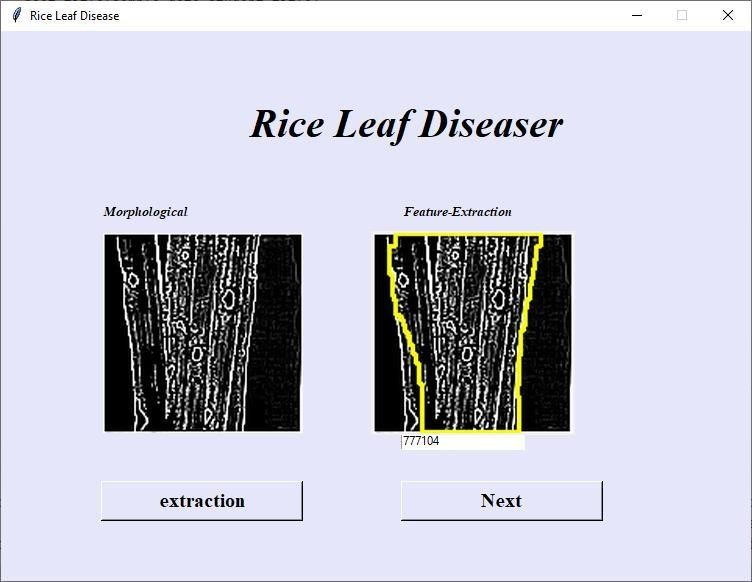 Rice Leaf Disease
Rice Leaf Diseaser
Morphological
Feature-Extraction
777104
extraction
Next